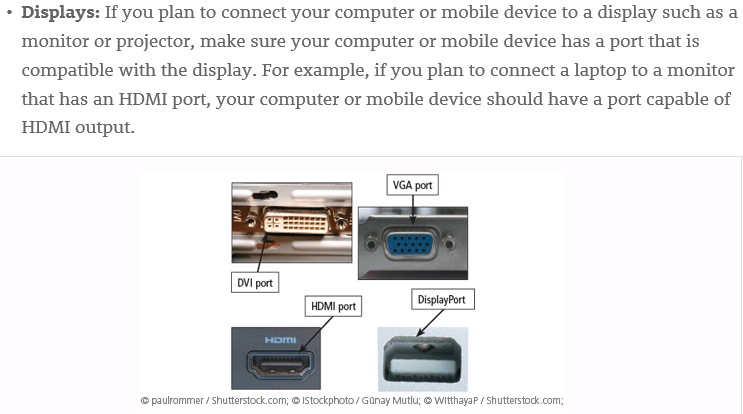 • Displays: If you plan to connect your computer or mobile device to a display such as a
monitor or projector, make sure your computer or mobile device has a port that is
compatible with the display. For example, if you plan to connect a laptop to a monitor
that has an HDMI port, your computer or mobile device should have a port capable of
HDMI output.
VGA port
DVI port
HDMI port
DisplayPort
HDMI
© paulrommer / Shutterstock.com; © iStockphoto / Günay Mutlu; © WitthayaP / Shutterstock.com;